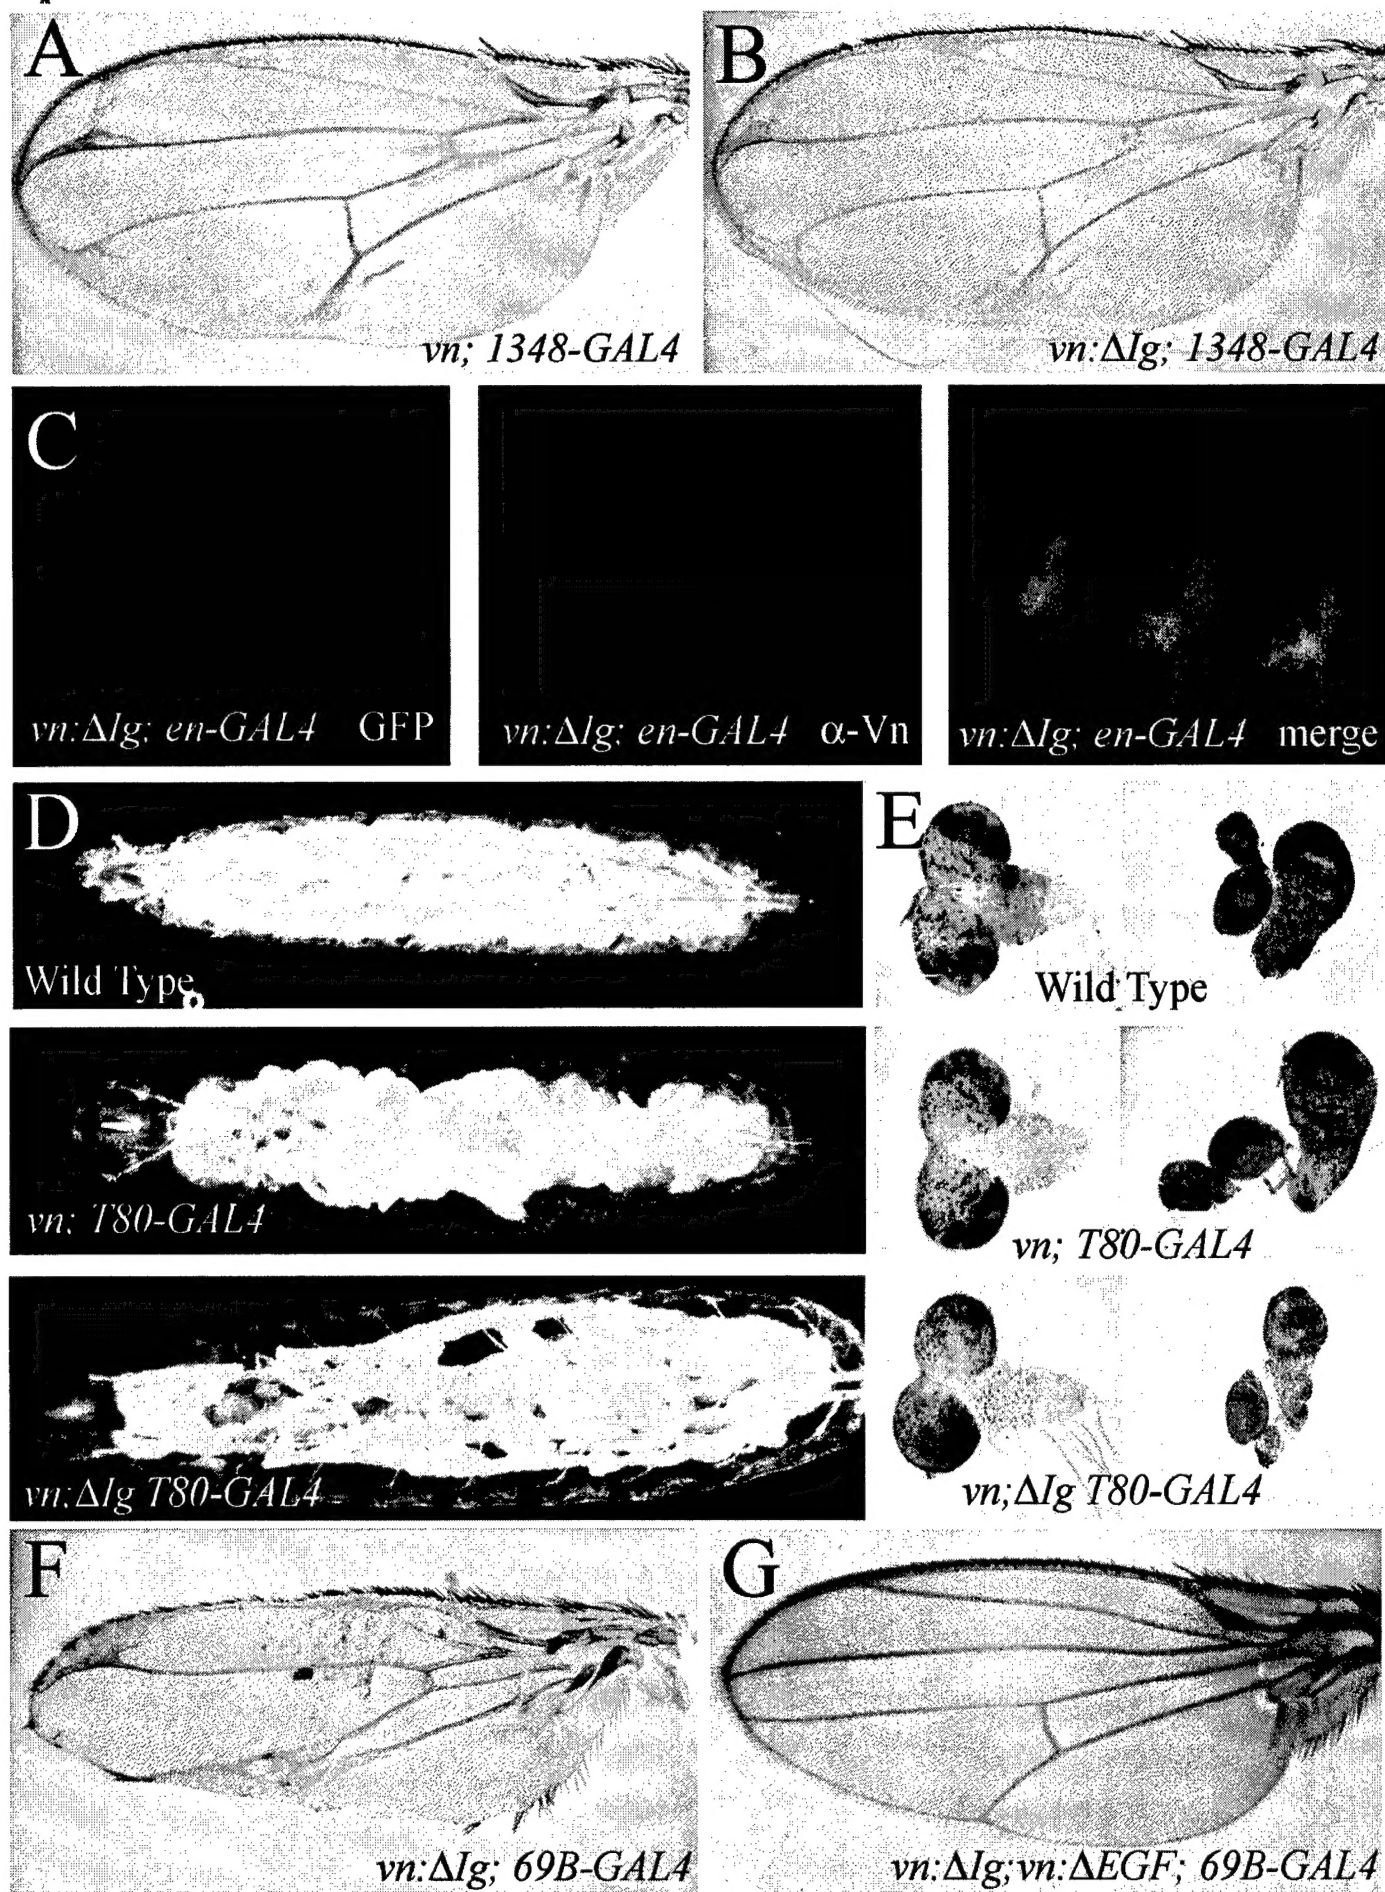 A
B
vn; 1348-GAL4
vn:ΔIg; 1348-GAL4
C
vn:ΔIg; en-GAL4 GFP
vn:ΔIg; en-GAL4 α-Vn
vn:ΔIg; en-GAL4 merge
D
E
Wild Type
Wild Type
vn; T80-GAL4
vn; T80-GAL4
vn:ΔIg T80-GAL4
vn;ΔIg T80-GAL4
F
G
vn:ΔIg; 69B-GAL4
vn:ΔIg;vn:ΔEGF; 69B-GAL4